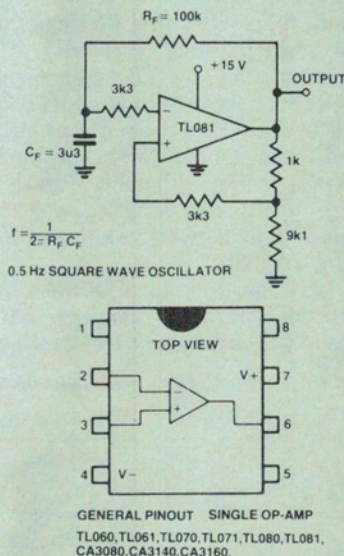 RF = 100k
+15 V
OUTPUT
3k3
−
TL081
+
CF = 3u3
1k
3k3
9k1
f = 1
2π RF CF
0.5 Hz SQUARE WAVE OSCILLATOR
1
8
TOP VIEW
2
V+
7
−
3
+
6
4
V−
5
GENERAL PINOUT SINGLE OP-AMP
TL060,TL061,TL070,TL071,TL080,TL081,
CA3080,CA3140,CA3160.